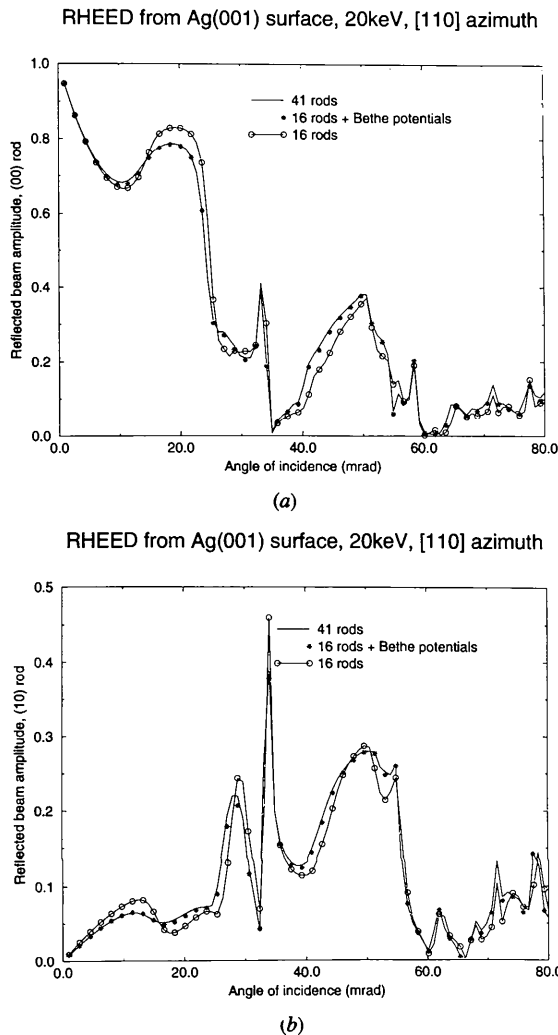 RHEED from Ag(001) surface, 20keV, [110] azimuth
1.0
0.8
0.6
0.4
0.2
0.0
Reflected beam amplitude, (00) rod
41 rods
16 rods + Bethe potentials
16 rods
0.0 20.0 40.0 60.0 80.0
Angle of incidence (mrad)
(a)
RHEED from Ag(001) surface, 20keV, [110] azimuth
0.5
0.4
0.3
0.2
0.1
0.0
Reflected beam amplitude, (10) rod
41 rods
16 rods + Bethe potentials
16 rods
0.0 20.0 40.0 60.0 80.0
Angle of incidence (mrad)
(b)